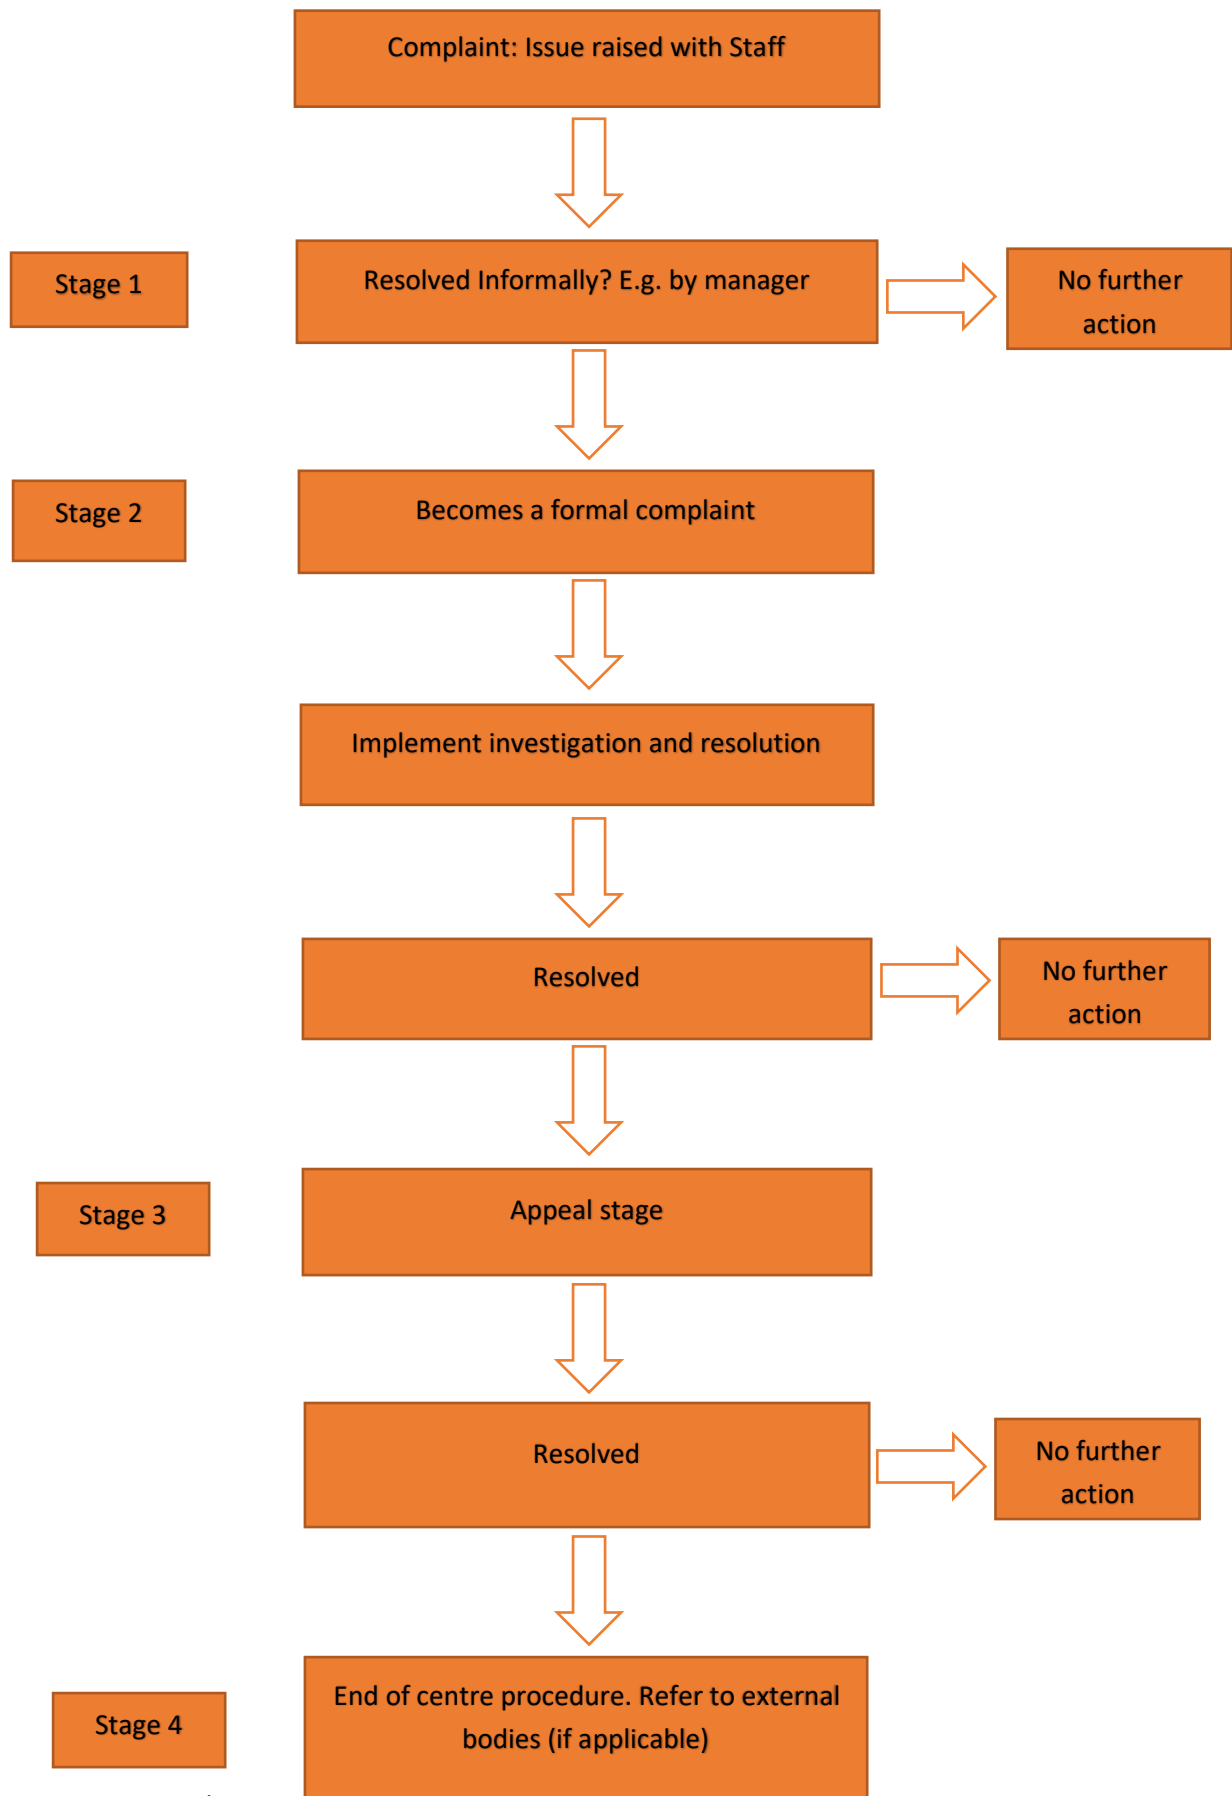 Complaint: Issue raised with Staff
Stage 1
Resolved Informally? E.g. by manager
No further
action
Stage 2
Becomes a formal complaint
Implement investigation and resolution
Resolved
No further
action
Stage 3
Appeal stage
Resolved
No further
action
Stage 4
End of centre procedure. Refer to external
bodies (if applicable)